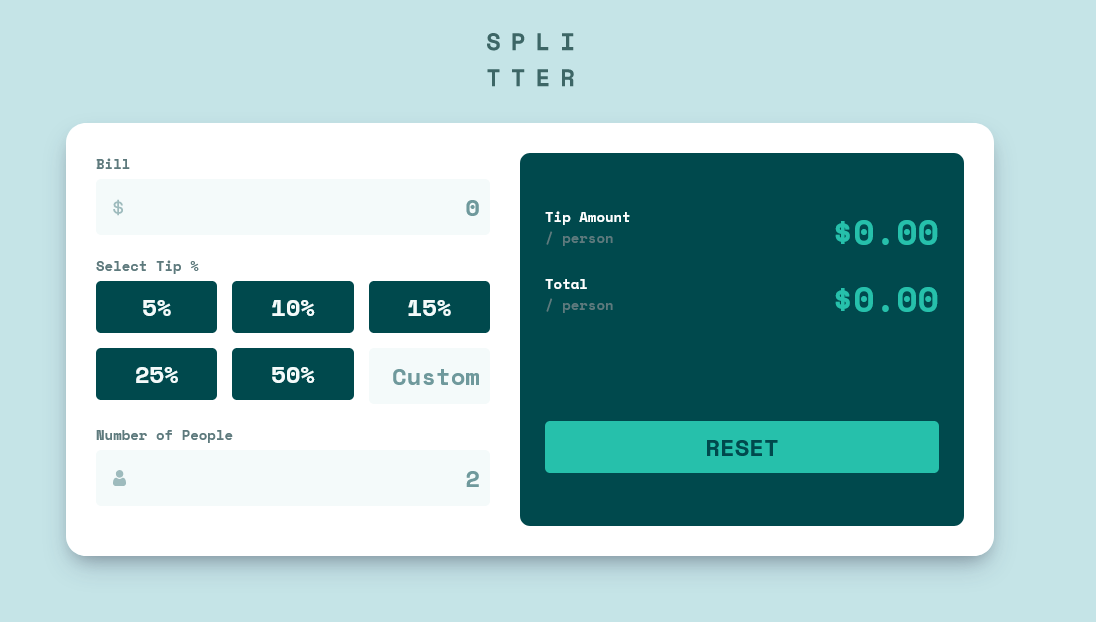 SPLI
TTER
Bill
$ 0
Select Tip %
5% 10% 15%
25% 50% Custom
Number of People
2
Tip Amount
/ person
$0.00
Total
/ person
$0.00
RESET